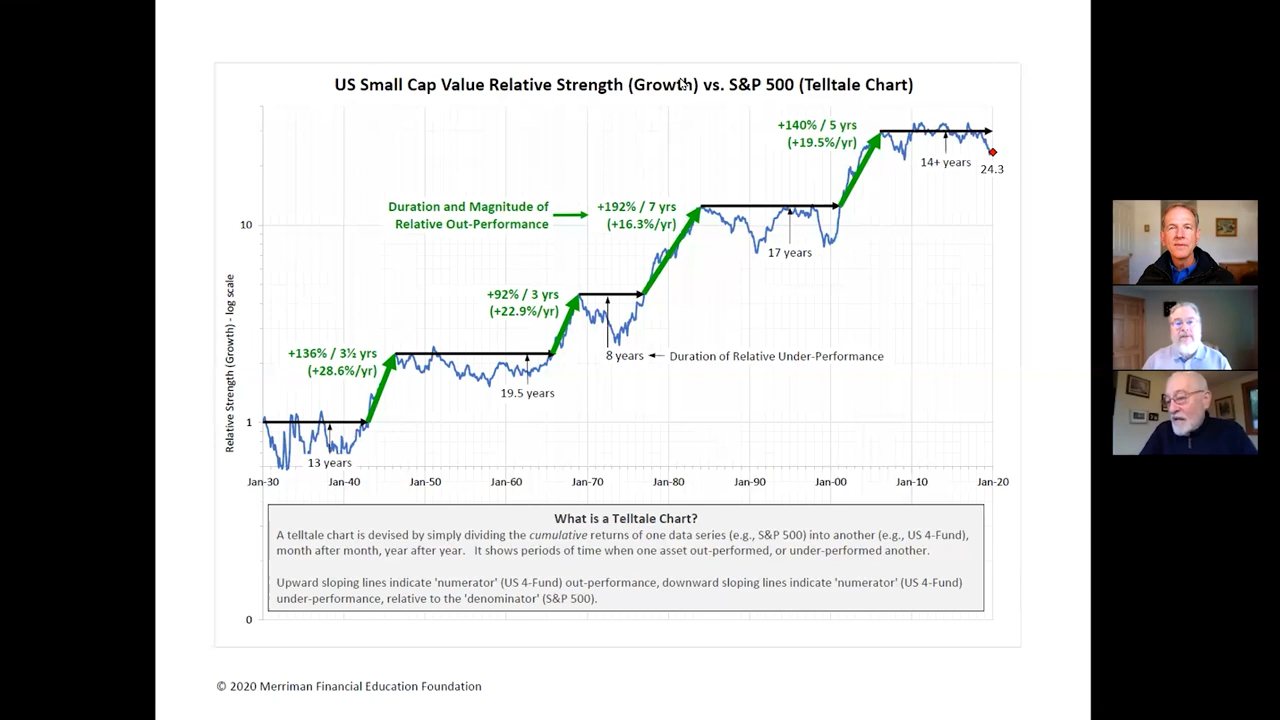 US Small Cap Value Relative Strength (Growth) vs. S&P 500 (Telltale Chart)
+140% / 5 yrs
(+19.5%/yr)
14+ years
24.3
Duration and Magnitude of
Relative Out-Performance
+192% / 7 yrs
(+16.3%/yr)
10
17 years
+92% / 3 yrs
(+22.9%/yr)
+136% / 3½ yrs
(+28.6%/yr)
8 years
Duration of Relative Under-Performance
19.5 years
Relative Strength (Growth) - log scale
1
13 years
Jan-30 Jan-40 Jan-50 Jan-60 Jan-70 Jan-80 Jan-90 Jan-00 Jan-10 Jan-20
What is a Telltale Chart?
A telltale chart is devised by simply dividing the cumulative returns of one data series (e.g., S&P 500) into another (e.g., US 4-Fund),
month after month, year after year. It shows periods of time when one asset out-performed, or under-performed another.
Upward sloping lines indicate 'numerator' (US 4-Fund) out-performance, downward sloping lines indicate 'numerator' (US 4-Fund)
under-performance, relative to the 'denominator' (S&P 500).
0
© 2020 Merriman Financial Education Foundation